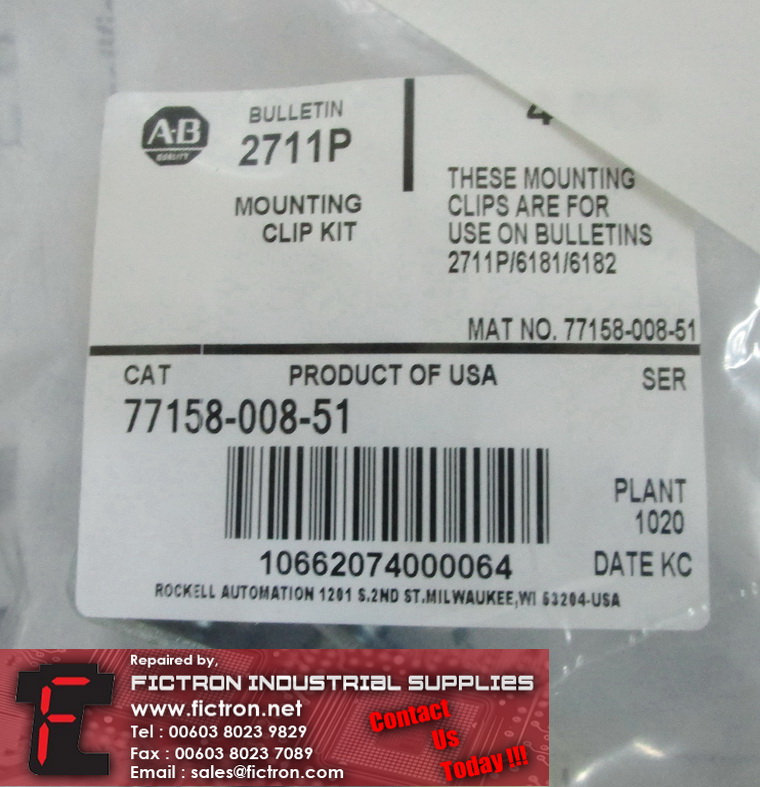 A-B
QUALITY
BULLETIN
2711P
MOUNTING
CLIP KIT
4
THESE MOUNTING
CLIPS ARE FOR
USE ON BULLETINS
2711P/6181/6182
MAT NO. 77158-008-51
CAT
PRODUCT OF USA
SER
77158-008-51
PLANT
1020
10662074000064
DATE KC
ROCKELL AUTOMATION 1201 S.2ND ST.MILWAUKEE,WI 53204-USA
Repaired by,
FICTRON INDUSTRIAL SUPPLIES
www.fictron.net
Tel : 00603 8023 9829
Fax : 00603 8023 7089
Email : sales@fictron.com
Contact
Us
Today !!!